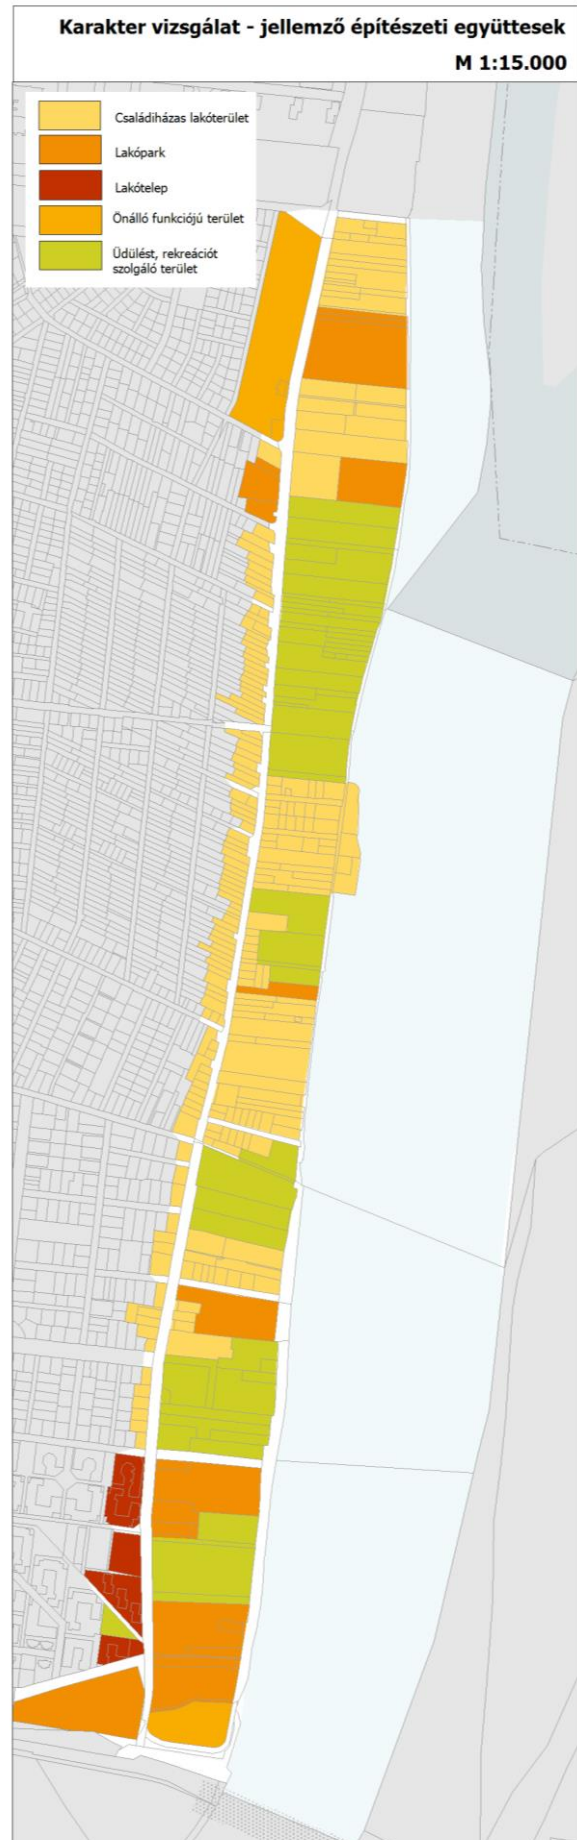 Karakter vizsgálat - jellemző építészeti együttesek
M 1:15.000
Családiházas lakóterület
Lakópark
Lakótelep
Önálló funkciójú terület
Üdülést, rekreációt
szolgáló terület